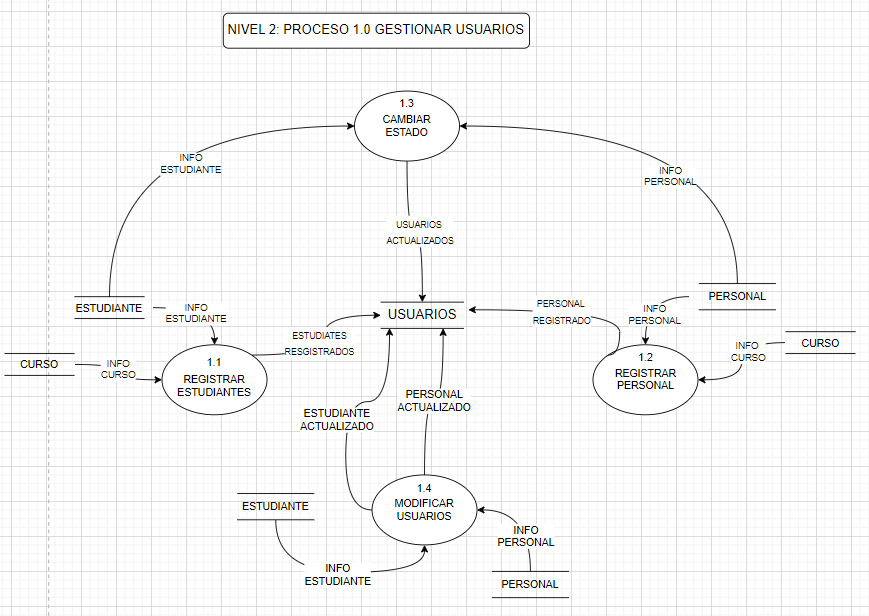 NIVEL 2: PROCESO 1.0 GESTIONAR USUARIOS
1.3
CAMBIAR
ESTADO
INFO
ESTUDIANTE
INFO
PERSONAL
USUARIOS
ACTUALIZADOS
ESTUDIANTE
INFO
ESTUDIANTE
USUARIOS
PERSONAL
REGISTRADO
INFO
PERSONAL
PERSONAL
CURSO
INFO
CURSO
1.1
REGISTRAR
ESTUDIANTES
ESTUDIATES
RESGISTRADOS
1.2
REGISTRAR
PERSONAL
INFO
CURSO
CURSO
ESTUDIANTE
ACTUALIZADO
PERSONAL
ACTUALIZADO
1.4
MODIFICAR
USUARIOS
ESTUDIANTE
INFO
ESTUDIANTE
INFO
PERSONAL
PERSONAL